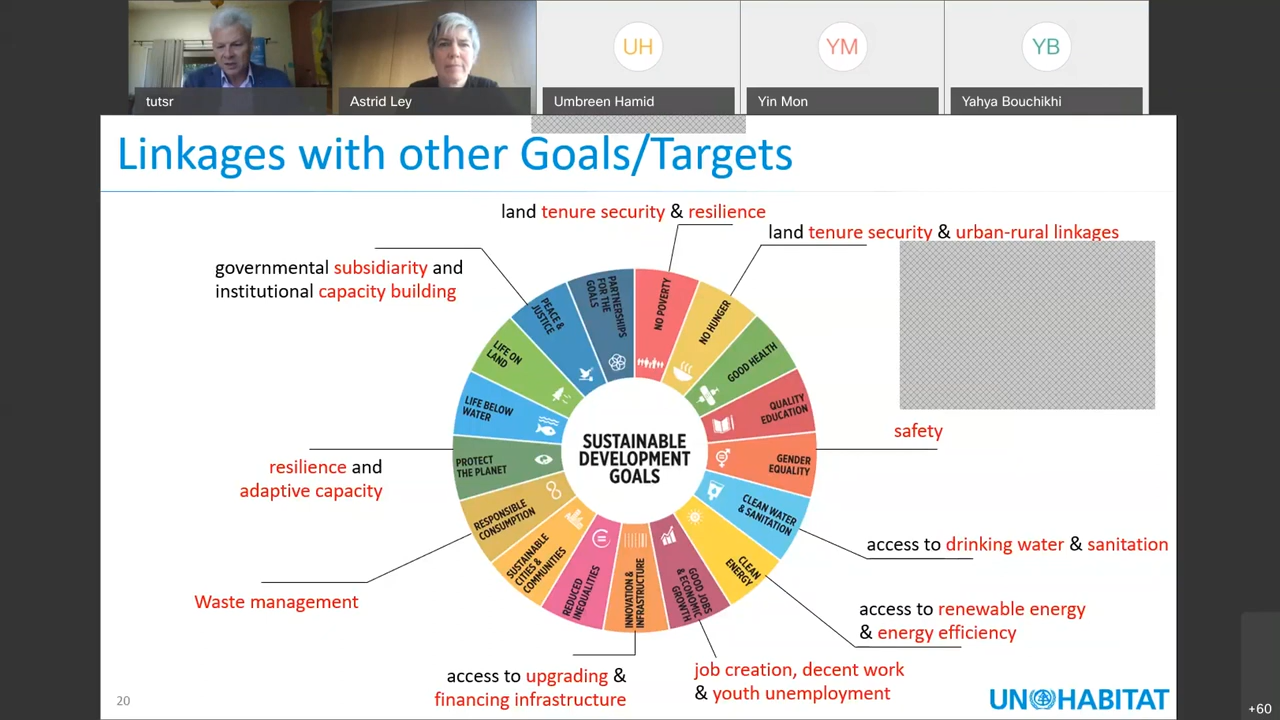 UH
YM
YB
tutsr
Astrid Ley
Umbreen Hamid
Yin Mon
Yahya Bouchikhi
Linkages with other Goals/Targets
land tenure security & resilience
land tenure security & urban-rural linkages
governmental subsidiarity and
institutional capacity building
PARTNERSHIPS
FOR THE
GOALS
NO POVERTY
NO HUNGER
GOOD HEALTH
QUALITY
EDUCATION
GENDER
EQUALITY
CLEAN WATER
& SANITATION
CLEAN
ENERGY
GOOD JOBS
& ECONOMIC
GROWTH
INNOVATION &
INFRASTRUCTURE
REDUCED
INEQUALITIES
SUSTAINABLE
CITIES &
COMMUNITIES
RESPONSIBLE
CONSUMPTION
PROTECT
THE PLANET
LIFE BELOW
WATER
LIFE ON
LAND
PEACE &
JUSTICE
SUSTAINABLE
DEVELOPMENT
GOALS
safety
resilience and
adaptive capacity
access to drinking water & sanitation
Waste management
access to renewable energy
& energy efficiency
access to upgrading &
financing infrastructure
job creation, decent work
& youth unemployment
20
UN HABITAT
+60